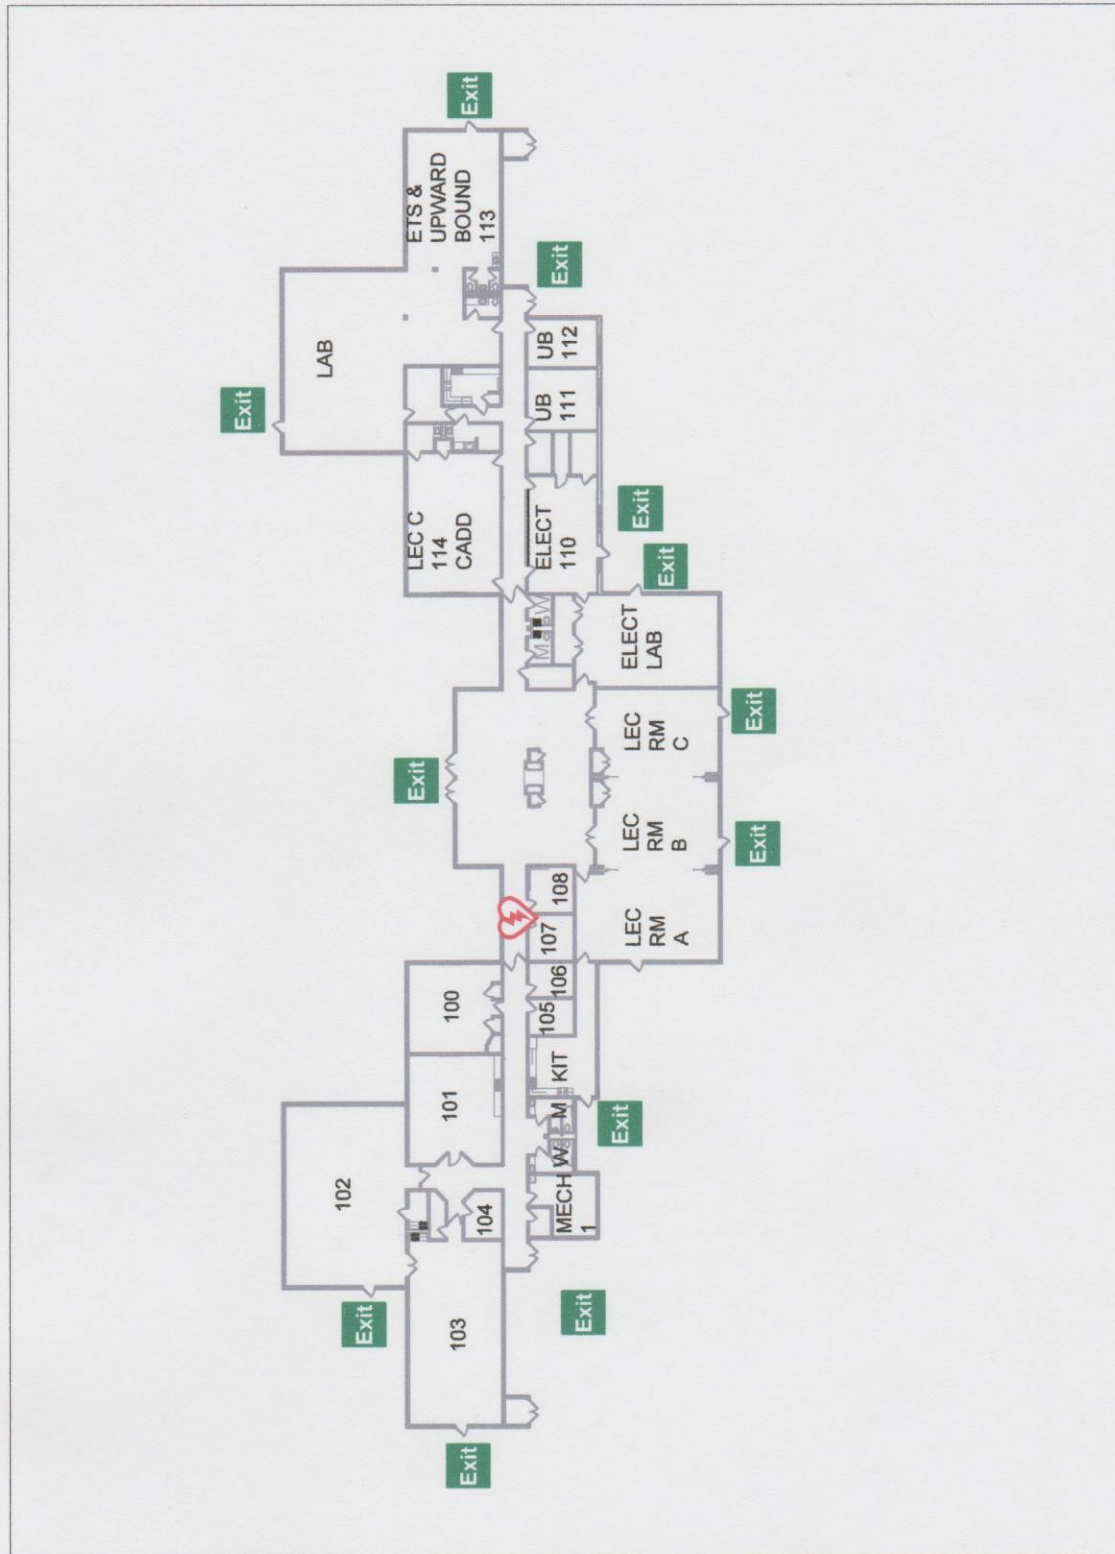 Exit
LAB
102
Exit
Exit
ETS &
UPWARD
BOUND
113
LEC C
114
CADD
103
101
100
Exit
Exit
104
MECH
1
W
M
KIT
105
106
107
108
M
W
ELECT
110
UB
111
UB
112
Exit
Exit
Exit
Exit
Exit
LEC
RM
A
LEC
RM
B
LEC
RM
C
ELECT
LAB
Exit
Exit